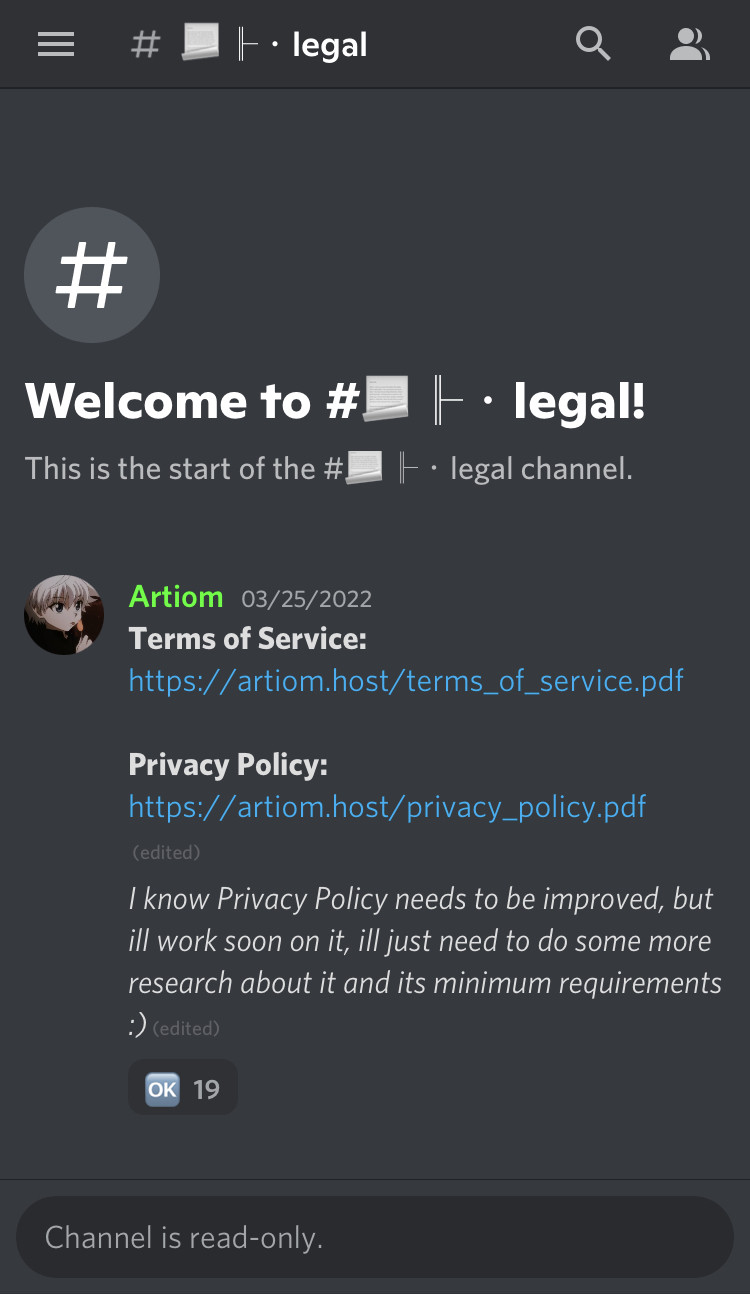 # 📃 ╟ · legal
#
Welcome to #📃 ╟ · legal!
This is the start of the #📃 ╟ · legal channel.
Artiom 03/25/2022
Terms of Service:
https://artiom.host/terms_of_service.pdf
Privacy Policy:
https://artiom.host/privacy_policy.pdf
(edited)
I know Privacy Policy needs to be improved, but
ill work soon on it, ill just need to do some more
research about it and its minimum requirements
:) (edited)
🆗 19
Channel is read-only.